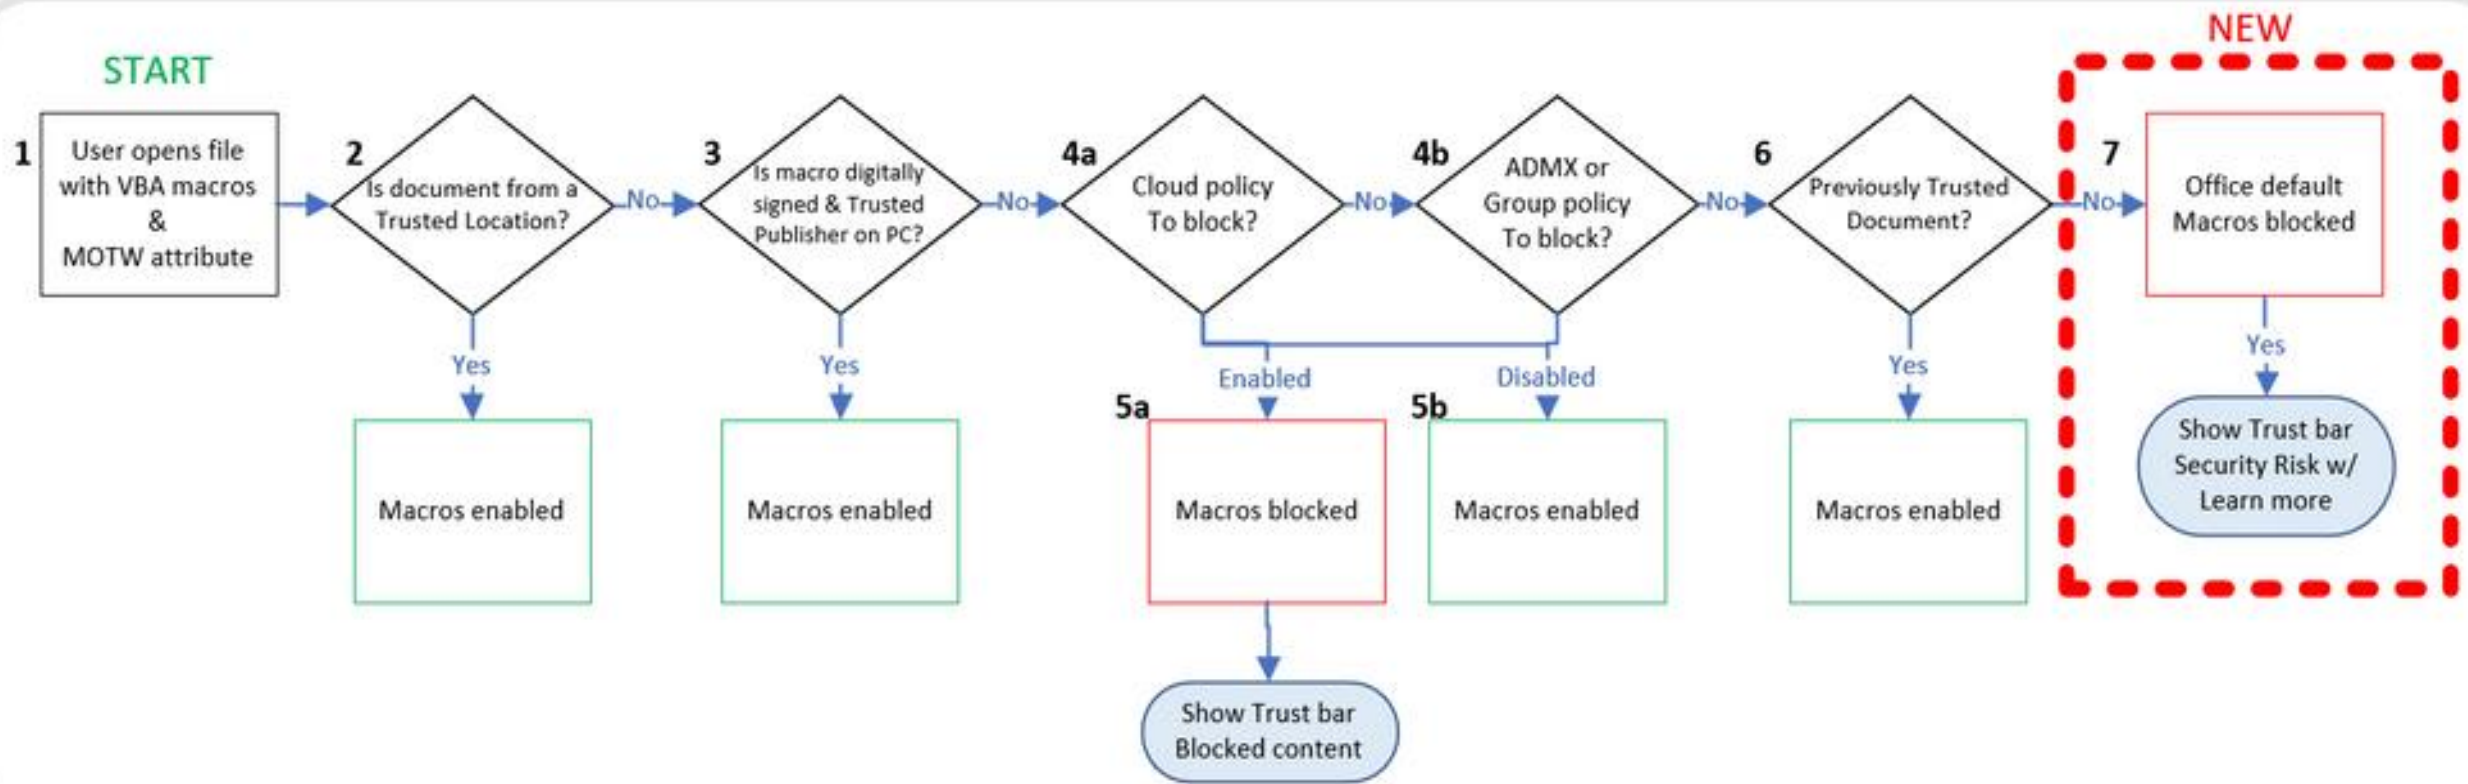 START
NEW
1
User opens file
with VBA macros
&
MOTW attribute
2
Is document from a
Trusted Location?
No
3
Is macro digitally
signed & Trusted
Publisher on PC?
No
4a
Cloud policy
To block?
No
4b
ADMX or
Group policy
To block?
No
6
Previously Trusted
Document?
No
7
Office default
Macros blocked
Yes
Yes
Enabled
Disabled
Yes
Yes
Macros enabled
Macros enabled
5a
Macros blocked
5b
Macros enabled
Macros enabled
Show Trust bar
Security Risk w/
Learn more
Show Trust bar
Blocked content